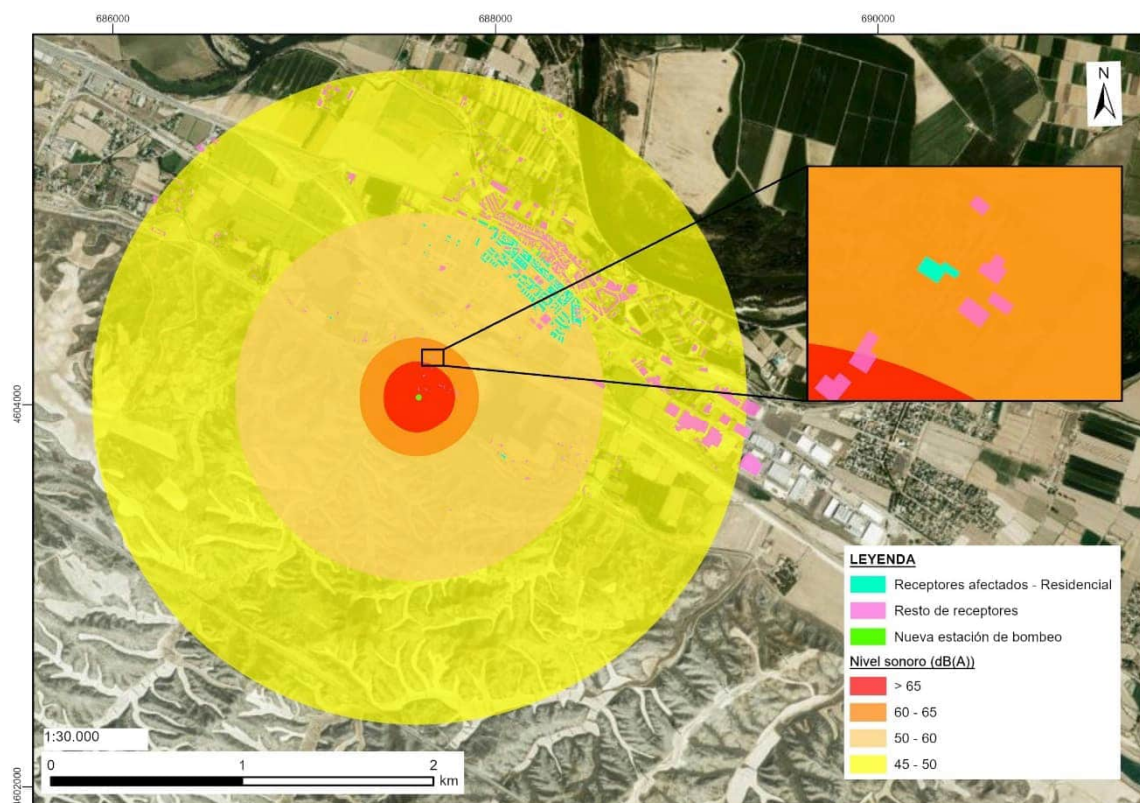 686000
688000
690000
N
4604000
LEYENDA
Receptores afectados - Residencial
Resto de receptores
Nueva estación de bombeo
Nivel sonoro (dB(A))
> 65
60 - 65
50 - 60
45 - 50
1:30.000
0 1 2
km
4602000